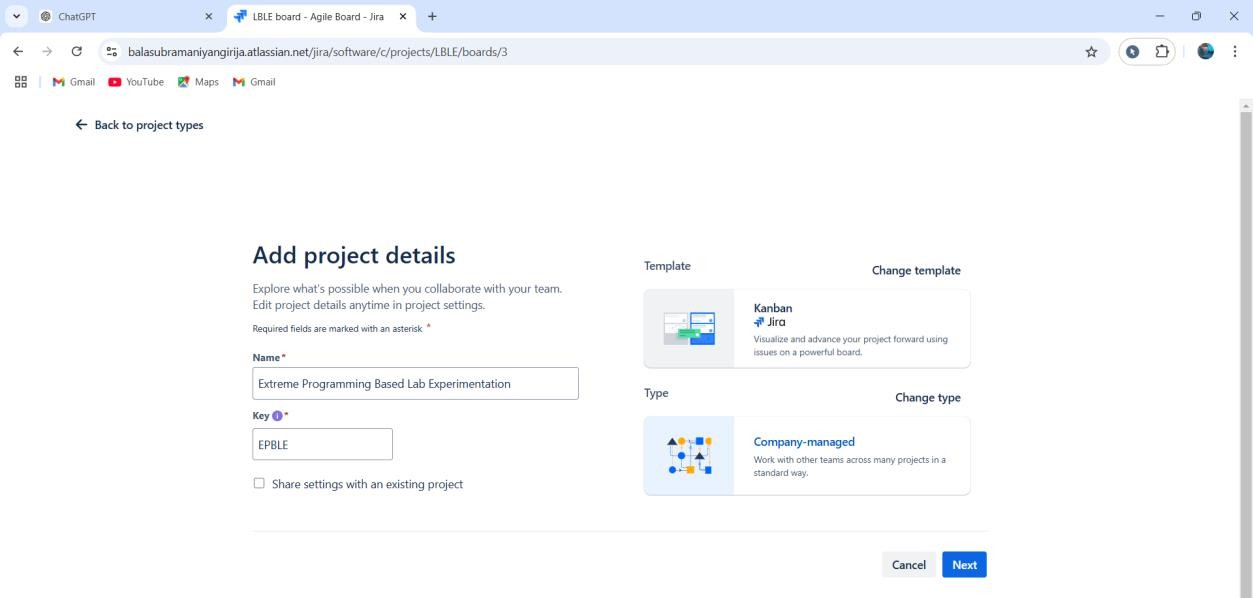 ChatGPT
LBLE board - Agile Board - Jira
balasubramaniyangirija.atlassian.net/jira/software/c/projects/LBLE/boards/3
Gmail
YouTube
Maps
Gmail
Back to project types
Add project details
Explore what's possible when you collaborate with your team.
Edit project details anytime in project settings.
Required fields are marked with an asterisk *
Name *
Extreme Programming Based Lab Experimentation
Key *
EPBLE
Share settings with an existing project
Template
Change template
Kanban
Jira
Visualize and advance your project forward using
issues on a powerful board.
Type
Change type
Company-managed
Work with other teams across many projects in a
standard way.
Cancel
Next